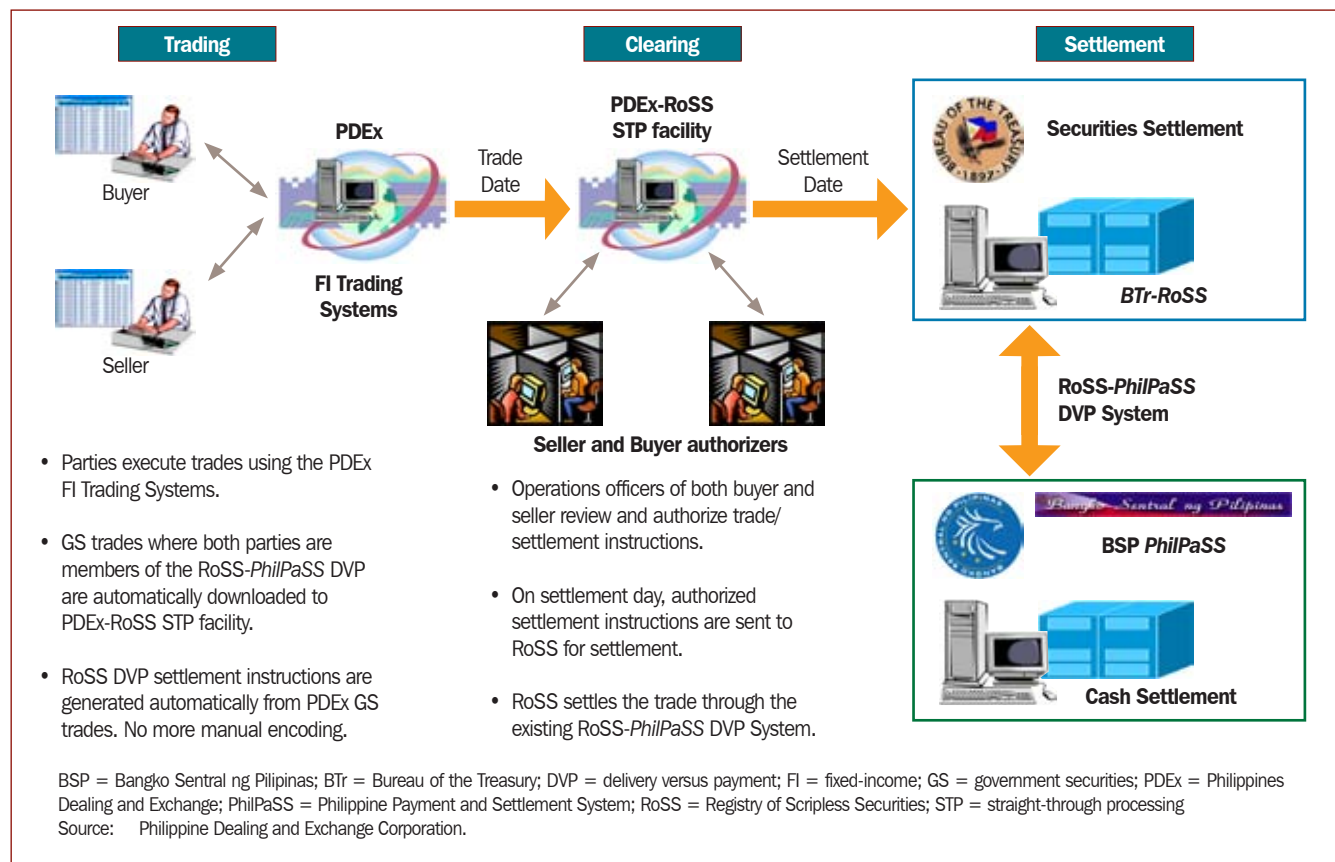 Trading
Clearing
Settlement
Buyer
Seller
PDEx
FI Trading
Systems
Trade
Date
PDEx-RoSS
STP facility
Settlement
Date
Seller and Buyer authorizers
BUREAU OF THE TREASURY
1897
Securities Settlement
BTr-RoSS
RoSS-PhilPaSS
DVP System
BANGKO SENTRAL NG PILIPINAS
Bangko Sentral ng Pilipinas
BSP PhilPaSS
Cash Settlement
• Parties execute trades using the PDEx
FI Trading Systems.
• GS trades where both parties are
members of the RoSS-PhilPaSS DVP
are automatically downloaded to
PDEx-RoSS STP facility.
• RoSS DVP settlement instructions are
generated automatically from PDEx GS
trades. No more manual encoding.
• Operations officers of both buyer and
seller review and authorize trade/
settlement instructions.
• On settlement day, authorized
settlement instructions are sent to
RoSS for settlement.
• RoSS settles the trade through the
existing RoSS-PhilPaSS DVP System.
BSP = Bangko Sentral ng Pilipinas; BTr = Bureau of the Treasury; DVP = delivery versus payment; FI = fixed-income; GS = government securities; PDEx = Philippines
Dealing and Exchange; PhilPaSS = Philippine Payment and Settlement System; RoSS = Registry of Scripless Securities; STP = straight-through processing
Source: Philippine Dealing and Exchange Corporation.